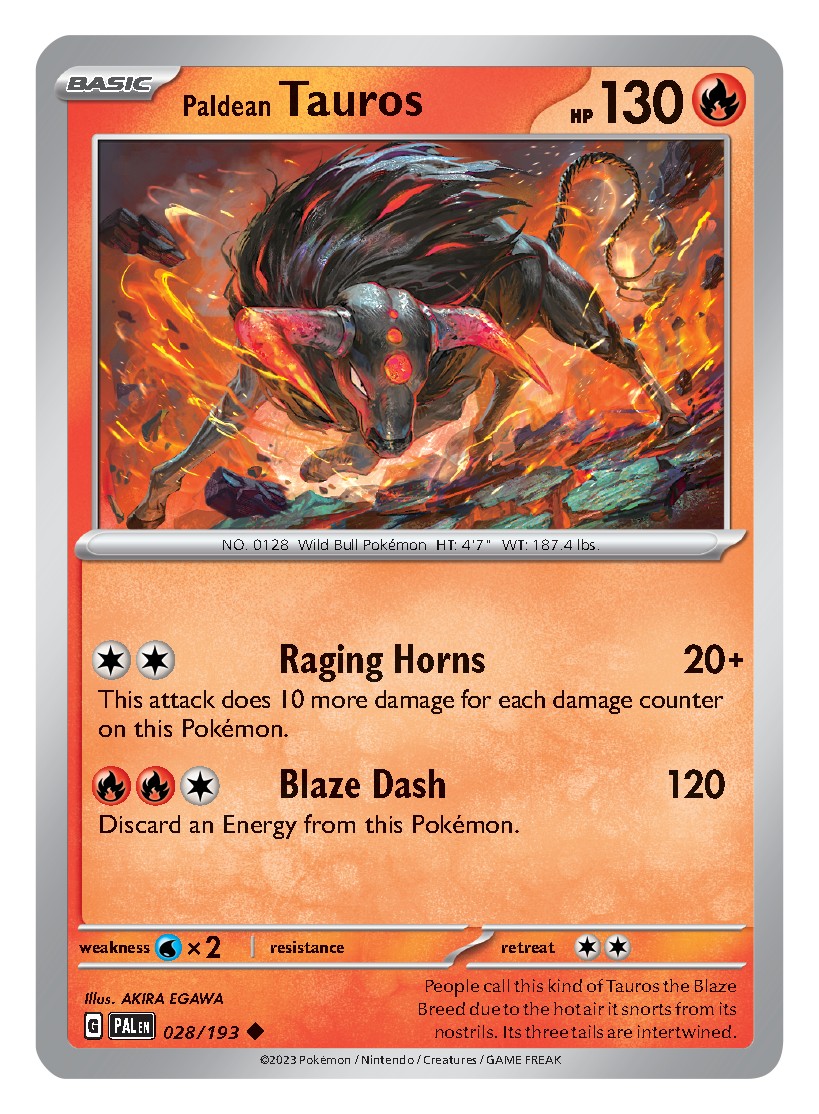 BASIC
Paldean Tauros HP 130
NO. 0128 Wild Bull Pokémon HT: 4'7" WT: 187.4 lbs.
Raging Horns 20+
This attack does 10 more damage for each damage counter
on this Pokémon.
Blaze Dash 120
Discard an Energy from this Pokémon.
weakness ×2 resistance retreat
Illus. AKIRA EGAWA
G PAL EN 028/193
People call this kind of Tauros the Blaze
Breed due to the hot air it snorts from its
nostrils. Its three tails are intertwined.
©2023 Pokémon / Nintendo / Creatures / GAME FREAK